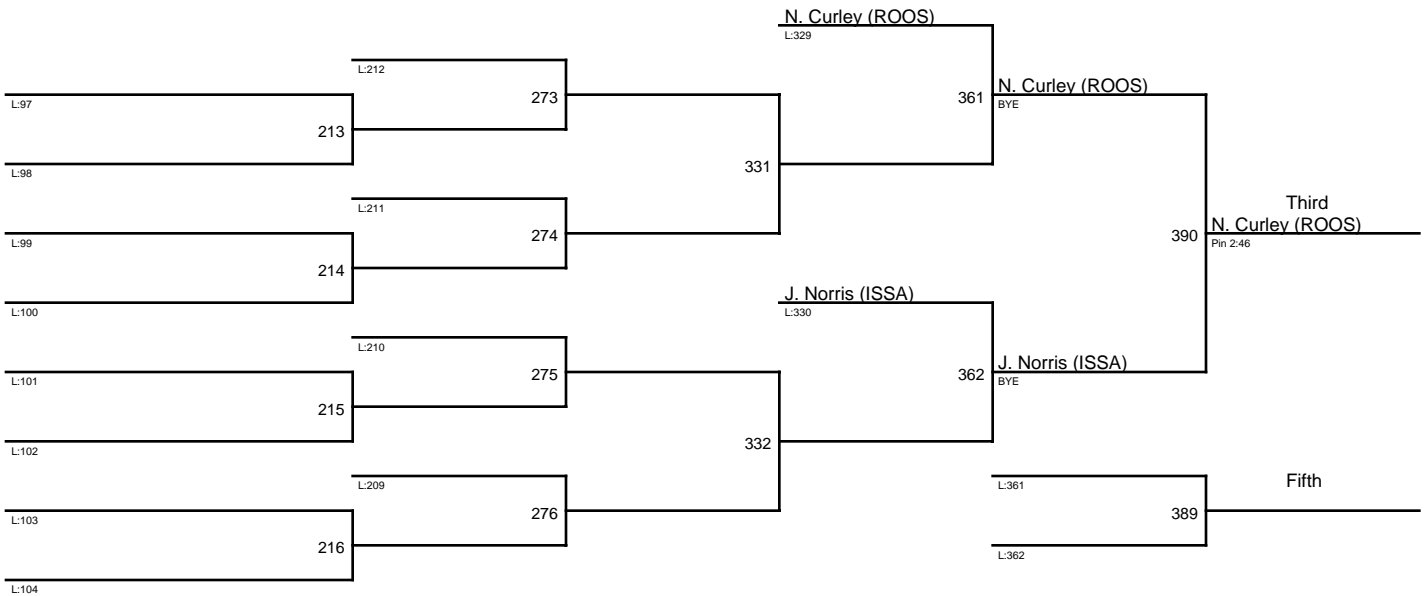 N. Curley (ROOS)
L:329
L:212
273
361
N. Curley (ROOS)
BYE
L:97
213
331
L:98
L:211
Third
L:99
274
390
N. Curley (ROOS)
Pin 2:46
214
J. Norris (ISSA)
L:100
L:330
L:210
L:101
275
362
J. Norris (ISSA)
BYE
215
332
L:102
L:209
L:361
Fifth
L:103
276
389
216
L:362
L:104